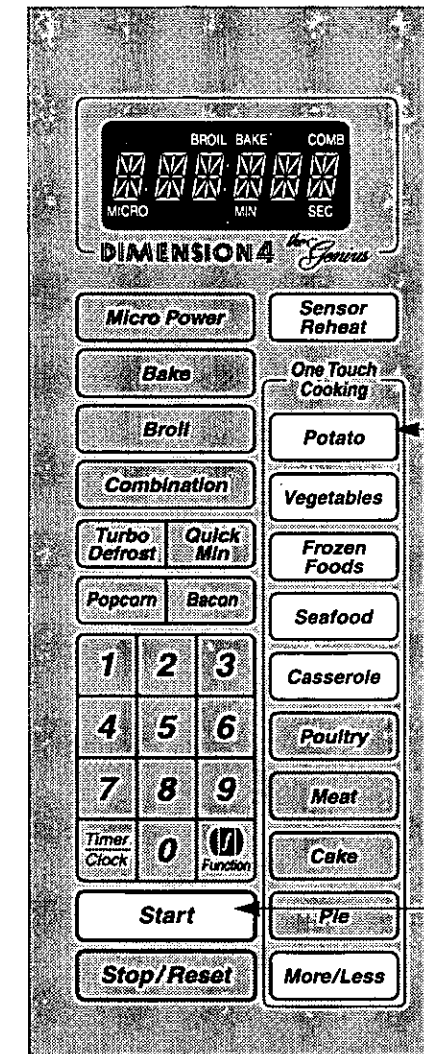 BROIL BAKE COMB
MICRO MIN SEC
DIMENSION 4 the Genius
Micro Power
Bake
Broil
Combination
Turbo Defrost
Quick Min
Popcorn
Bacon
1 2 3
4 5 6
7 8 9
Timer
Clock
0
Function
Start
Stop/Reset
Sensor
Reheat
One Touch
Cooking
Potato
Vegetables
Frozen
Foods
Seafood
Casserole
Poultry
Meat
Cake
Pie
More/Less